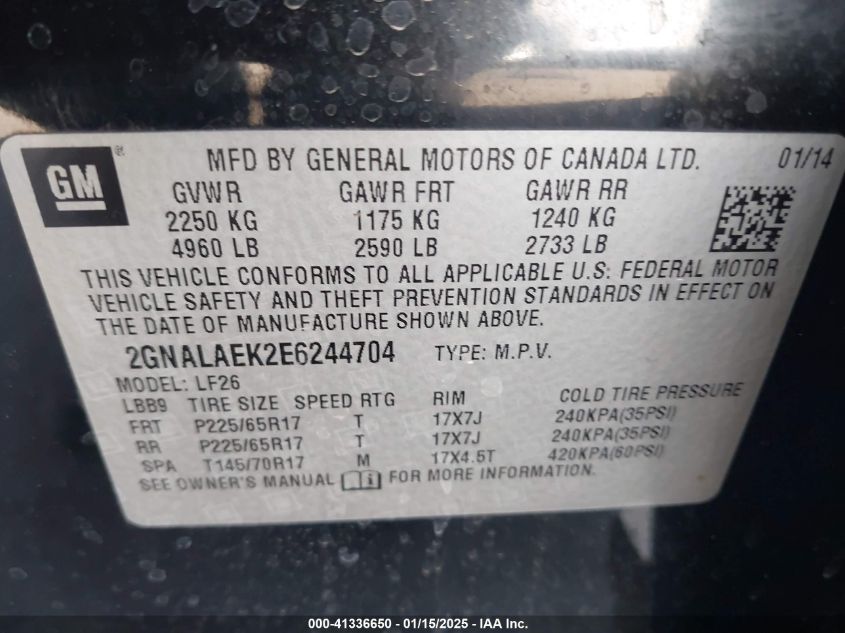 GM ® MFD BY GENERAL MOTORS OF CANADA LTD. 01/14
GVWR GAWR FRT GAWR RR
2250 KG 1175 KG 1240 KG
4960 LB 2590 LB 2733 LB
THIS VEHICLE CONFORMS TO ALL APPLICABLE U.S. FEDERAL MOTOR
VEHICLE SAFETY AND THEFT PREVENTION STANDARDS IN EFFECT ON
THE DATE OF MANUFACTURE SHOWN ABOVE.
2GNALAEK2E6244704 TYPE: M.P.V.
MODEL: LF26
LBB9 TIRE SIZE SPEED RTG RIM COLD TIRE PRESSURE
FRT P225/65R17 T 17X7J 240KPA(35PSI)
RR P225/65R17 T 17X7J 240KPA(35PSI)
SPA T145/70R17 M 17X4.5T 420KPA(60PSI)
SEE OWNER'S MANUAL i FOR MORE INFORMATION.
000-41336650 - 01/15/2025 - IAA Inc.